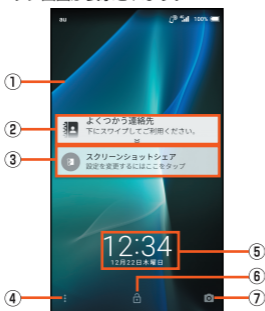 au 100%
①
よくつかう連絡先
② 下にスワイプしてご利用ください。
スクリーンショットシェア
③ 設定を変更するにはここをタップ
12:34 ⑤
12月22日木曜日
⑥
④ ⑦